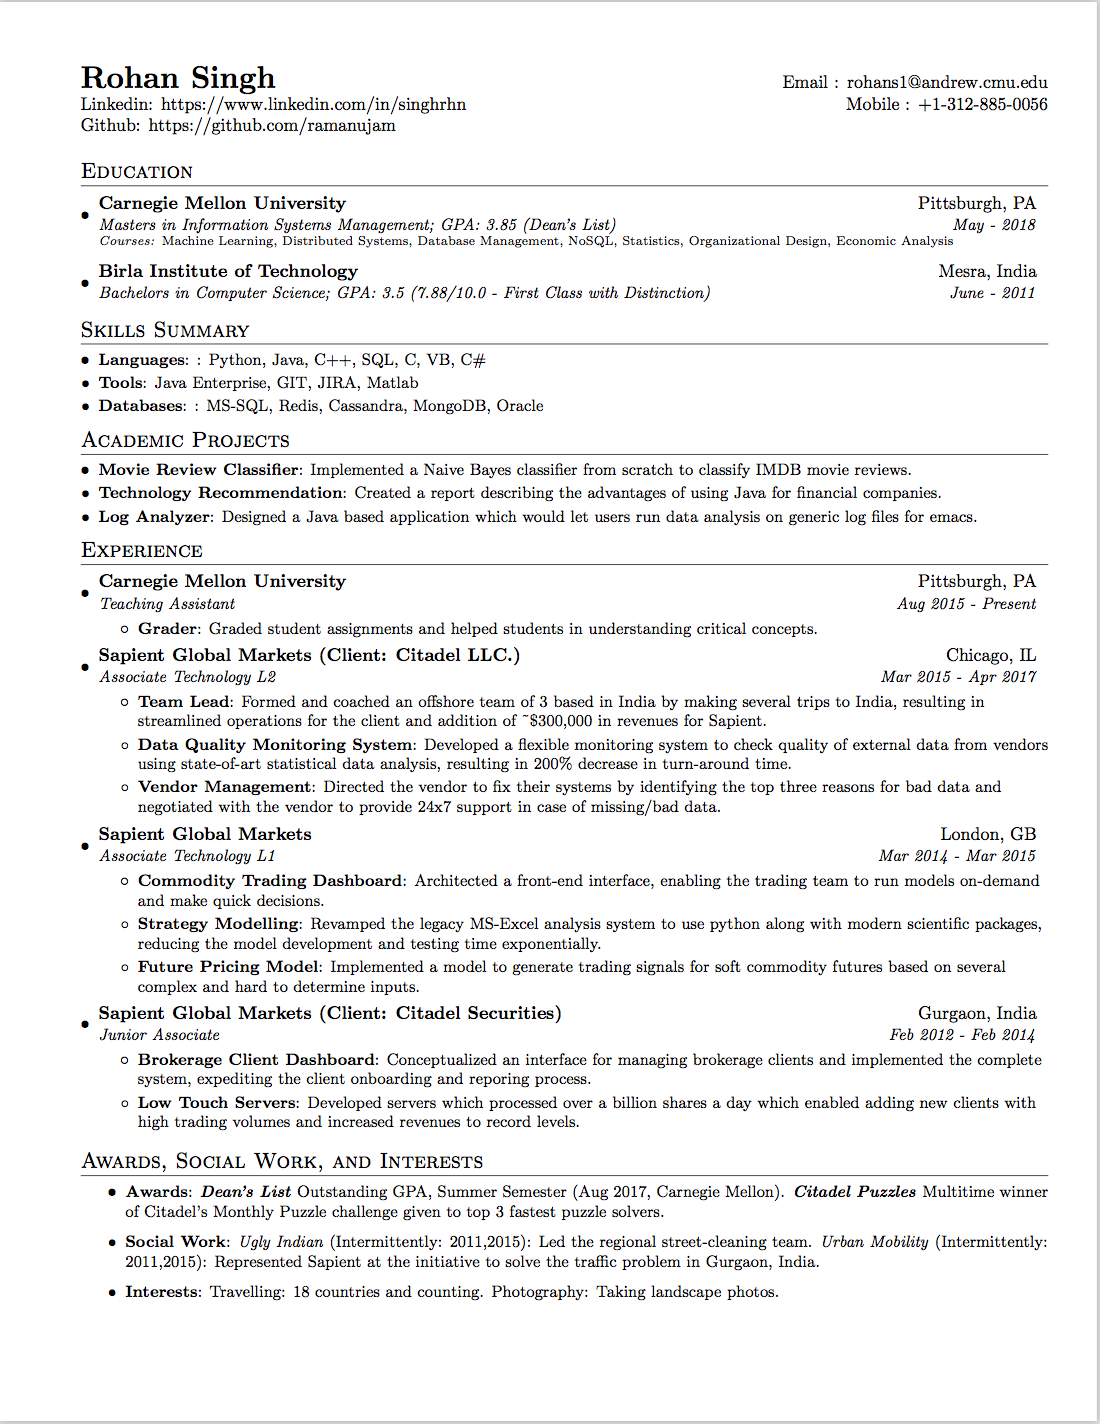 Rohan Singh
Email : rohans1@andrew.cmu.edu
Linkedin: https://www.linkedin.com/in/singhrhn
Mobile : +1-312-885-0056
Github: https://github.com/ramanujam
Education
• Carnegie Mellon University Pittsburgh, PA
Masters in Information Systems Management; GPA: 3.85 (Dean's List) May - 2018
Courses: Machine Learning, Distributed Systems, Database Management, NoSQL, Statistics, Organizational Design, Economic Analysis
• Birla Institute of Technology Mesra, India
Bachelors in Computer Science; GPA: 3.5 (7.88/10.0 - First Class with Distinction) June - 2011
Skills Summary
• Languages: : Python, Java, C++, SQL, C, VB, C#
• Tools: Java Enterprise, GIT, JIRA, Matlab
• Databases: : MS-SQL, Redis, Cassandra, MongoDB, Oracle
Academic Projects
• Movie Review Classifier: Implemented a Naive Bayes classifier from scratch to classify IMDB movie reviews.
• Technology Recommendation: Created a report describing the advantages of using Java for financial companies.
• Log Analyzer: Designed a Java based application which would let users run data analysis on generic log files for emacs.
Experience
• Carnegie Mellon University Pittsburgh, PA
Teaching Assistant Aug 2015 - Present
◦ Grader: Graded student assignments and helped students in understanding critical concepts.
• Sapient Global Markets (Client: Citadel LLC.) Chicago, IL
Associate Technology L2 Mar 2015 - Apr 2017
◦ Team Lead: Formed and coached an offshore team of 3 based in India by making several trips to India, resulting in
streamlined operations for the client and addition of ~$300,000 in revenues for Sapient.
◦ Data Quality Monitoring System: Developed a flexible monitoring system to check quality of external data from vendors
using state-of-art statistical data analysis, resulting in 200% decrease in turn-around time.
◦ Vendor Management: Directed the vendor to fix their systems by identifying the top three reasons for bad data and
negotiated with the vendor to provide 24x7 support in case of missing/bad data.
• Sapient Global Markets London, GB
Associate Technology L1 Mar 2014 - Mar 2015
◦ Commodity Trading Dashboard: Architected a front-end interface, enabling the trading team to run models on-demand
and make quick decisions.
◦ Strategy Modelling: Revamped the legacy MS-Excel analysis system to use python along with modern scientific packages,
reducing the model development and testing time exponentially.
◦ Future Pricing Model: Implemented a model to generate trading signals for soft commodity futures based on several
complex and hard to determine inputs.
• Sapient Global Markets (Client: Citadel Securities) Gurgaon, India
Junior Associate Feb 2012 - Feb 2014
◦ Brokerage Client Dashboard: Conceptualized an interface for managing brokerage clients and implemented the complete
system, expediting the client onboarding and reporing process.
◦ Low Touch Servers: Developed servers which processed over a billion shares a day which enabled adding new clients with
high trading volumes and increased revenues to record levels.
Awards, Social Work, and Interests
• Awards: Dean's List Outstanding GPA, Summer Semester (Aug 2017, Carnegie Mellon). Citadel Puzzles Multitime winner
of Citadel's Monthly Puzzle challenge given to top 3 fastest puzzle solvers.
• Social Work: Ugly Indian (Intermittently: 2011,2015): Led the regional street-cleaning team. Urban Mobility (Intermittently:
2011,2015): Represented Sapient at the initiative to solve the traffic problem in Gurgaon, India.
• Interests: Travelling: 18 countries and counting. Photography: Taking landscape photos.